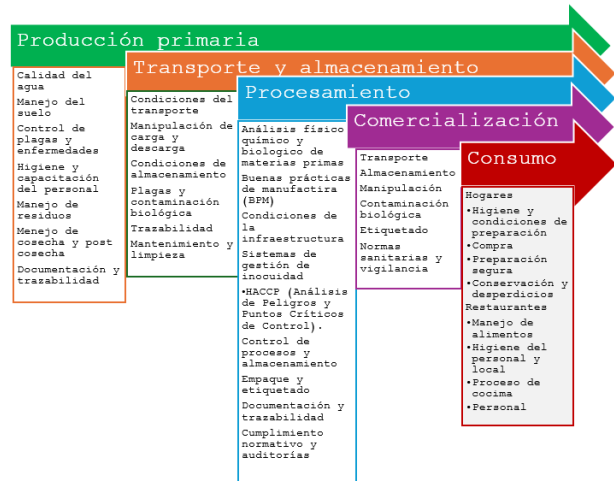 Producción primaria
Calidad del
agua
Manejo del
suelo
Control de
plagas y
enfermedades
Higiene y
capacitación
del personal
Manejo de
residuos
Menejo de
cosecha y post
cosecha
Documentación y
trazabilidad
Transporte y almacenamiento
Condiciones del
transporte
Manipulación de
carga y
descarga
Condiciones de
almacenamiento
Plagas y
contaminación
biológica
Trazabilidad
Mantenimiento y
limpieza
Procesamiento
Análisis físico
químico y
biologico de
materias primas
Buenas prácticas
de manufactira
(BPM)
Condiciones de
la
infraestructura
Sistemas de
gestión de
inocuidad
•HACCP (Análisis
de Peligros y
Puntos Críticos
de Control).
Control de
procesos y
almacenamiento
Empaque y
etiquetado
Documentación y
trazabilidad
Cumplimiento
normativo y
auditorías
Comercialización
Transporte
Almacenamiento
Manipulación
Contaminación
biológica
Etiquetado
Normas
sanitarias y
vigilancia
Consumo
Hogares
•Higiene y
condiciones de
preparación
•Compra
•Preparación
segura
•Conservación y
desperdicios
Restaurantes
•Manejo de
alimentos
•Higiene del
personal y
local
•Proceso de
cocima
•Personal